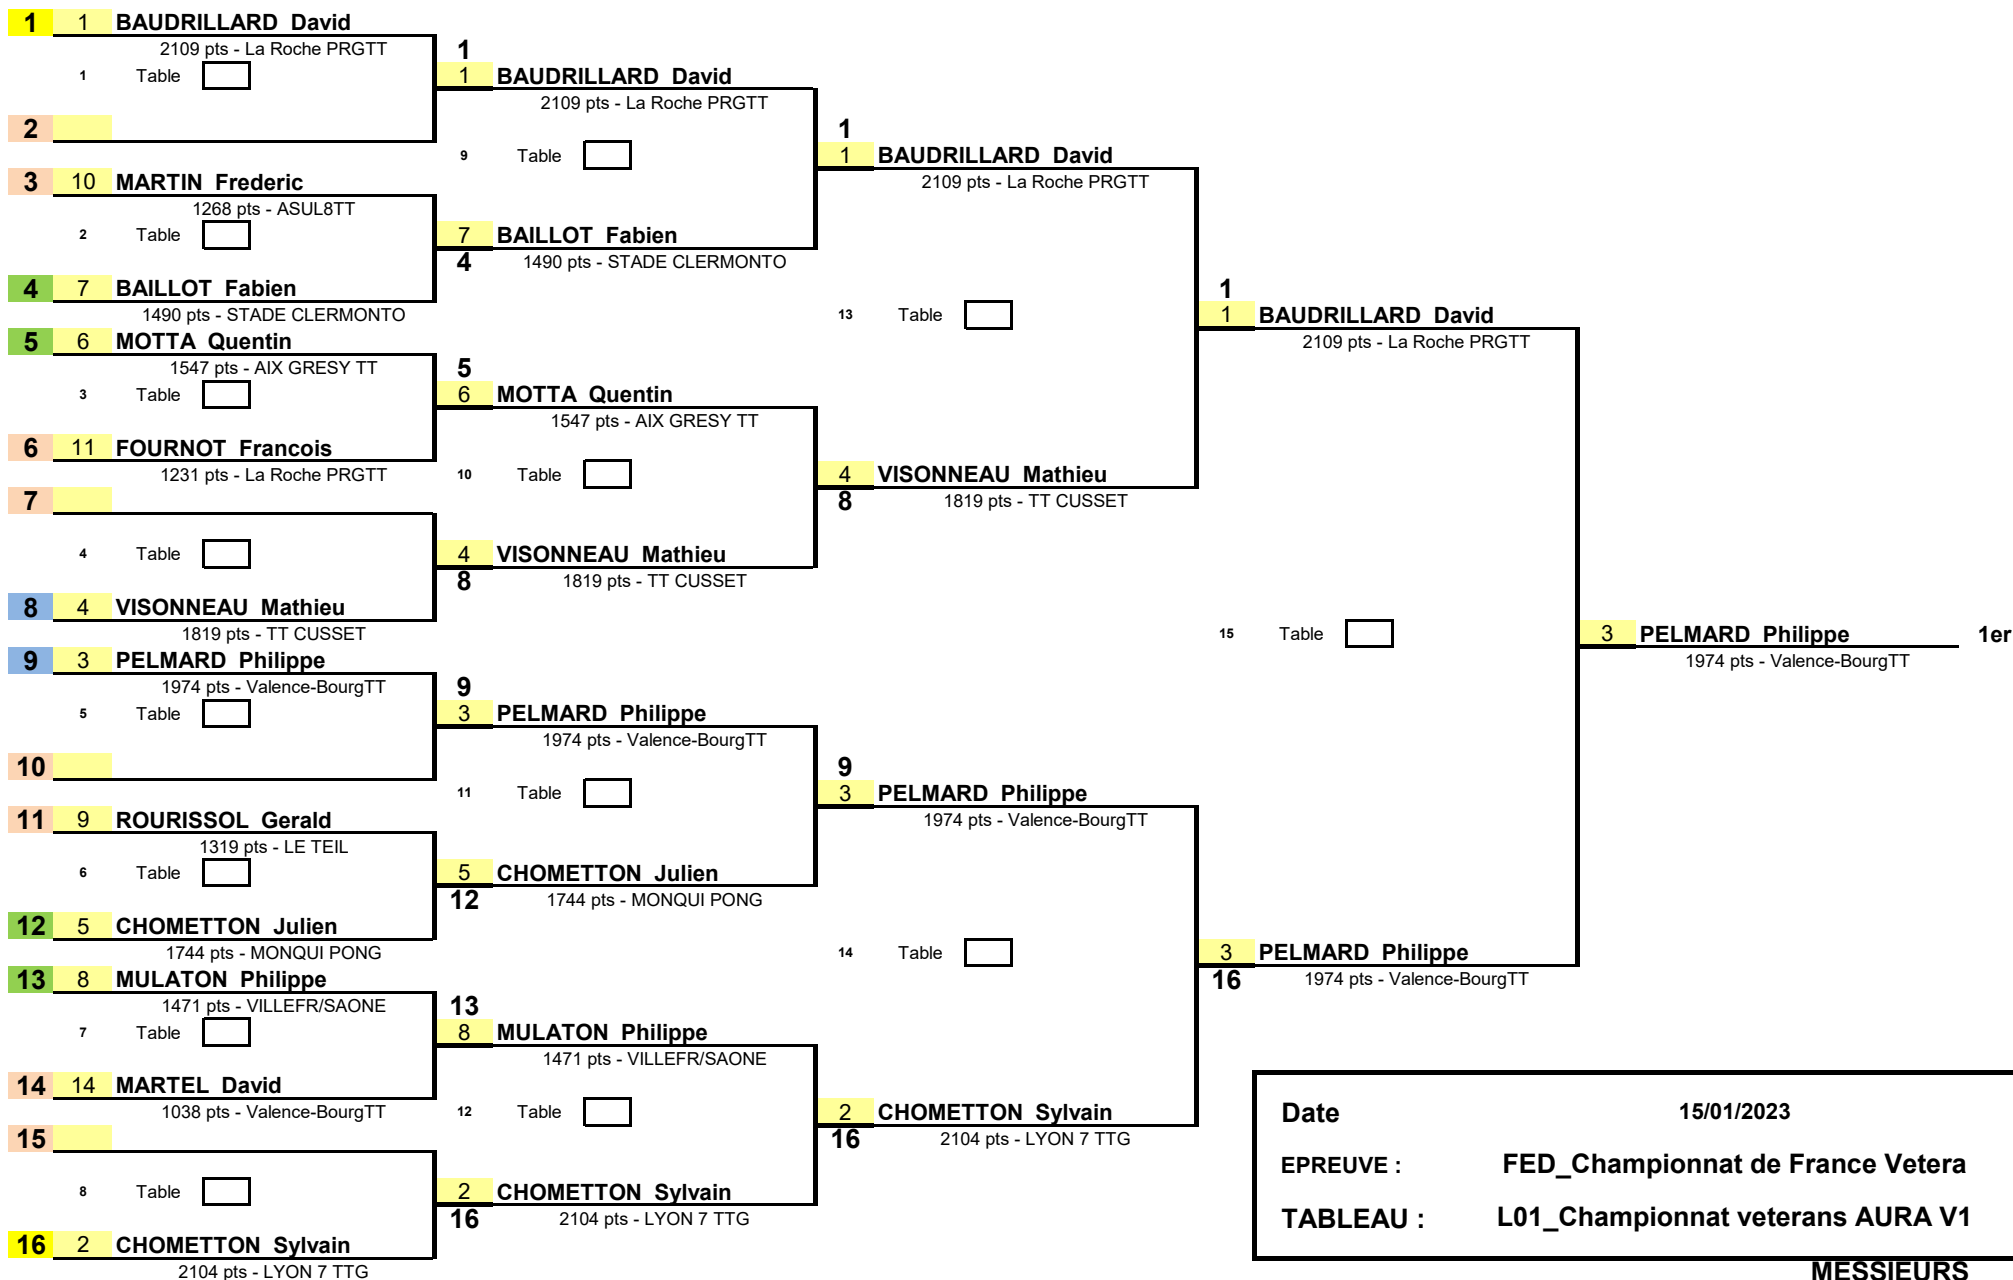 1 1 BAUDRILLARD David
2109 pts - La Roche PRGTT
1 Table
2
3 10 MARTIN Frederic
1268 pts - ASUL8TT
2 Table
4 7 BAILLOT Fabien
1490 pts - STADE CLERMONTO
5 6 MOTTA Quentin
1547 pts - AIX GRESY TT
3 Table
6 11 FOURNOT Francois
1231 pts - La Roche PRGTT
7
4 Table
8 4 VISONNEAU Mathieu
1819 pts - TT CUSSET
9 3 PELMARD Philippe
1974 pts - Valence-BourgTT
5 Table
10
11 9 ROURISSOL Gerald
1319 pts - LE TEIL
6 Table
12 5 CHOMETTON Julien
1744 pts - MONQUI PONG
13 8 MULATON Philippe
1471 pts - VILLEFR/SAONE
7 Table
14 14 MARTEL David
1038 pts - Valence-BourgTT
15
8 Table
16 2 CHOMETTON Sylvain
2104 pts - LYON 7 TTG
1
1 BAUDRILLARD David
2109 pts - La Roche PRGTT
9 Table
7 BAILLOT Fabien
4 1490 pts - STADE CLERMONTO
5
6 MOTTA Quentin
1547 pts - AIX GRESY TT
10 Table
4 VISONNEAU Mathieu
8 1819 pts - TT CUSSET
9
3 PELMARD Philippe
1974 pts - Valence-BourgTT
11 Table
5 CHOMETTON Julien
12 1744 pts - MONQUI PONG
13
8 MULATON Philippe
1471 pts - VILLEFR/SAONE
12 Table
2 CHOMETTON Sylvain
16 2104 pts - LYON 7 TTG
1
1 BAUDRILLARD David
2109 pts - La Roche PRGTT
13 Table
4 VISONNEAU Mathieu
8 1819 pts - TT CUSSET
9
3 PELMARD Philippe
1974 pts - Valence-BourgTT
14 Table
2 CHOMETTON Sylvain
16 2104 pts - LYON 7 TTG
1
1 BAUDRILLARD David
2109 pts - La Roche PRGTT
15 Table
3 PELMARD Philippe
16 1974 pts - Valence-BourgTT
3 PELMARD Philippe 1er
1974 pts - Valence-BourgTT
Date 15/01/2023
EPREUVE : FED_Championnat de France Vetera
TABLEAU : L01_Championnat veterans AURA V1
MESSIEURS